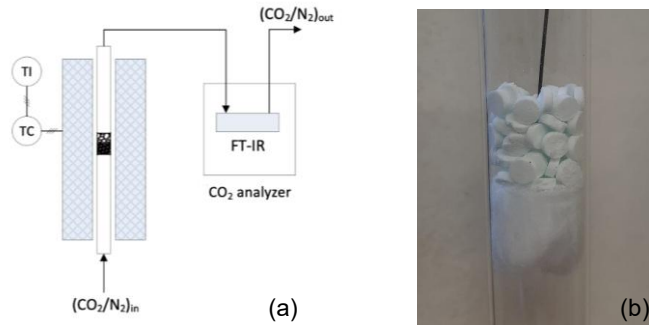 (CO₂/N₂)out
TI
TC
FT-IR
CO₂ analyzer
(CO₂/N₂)in
(a)
(b)